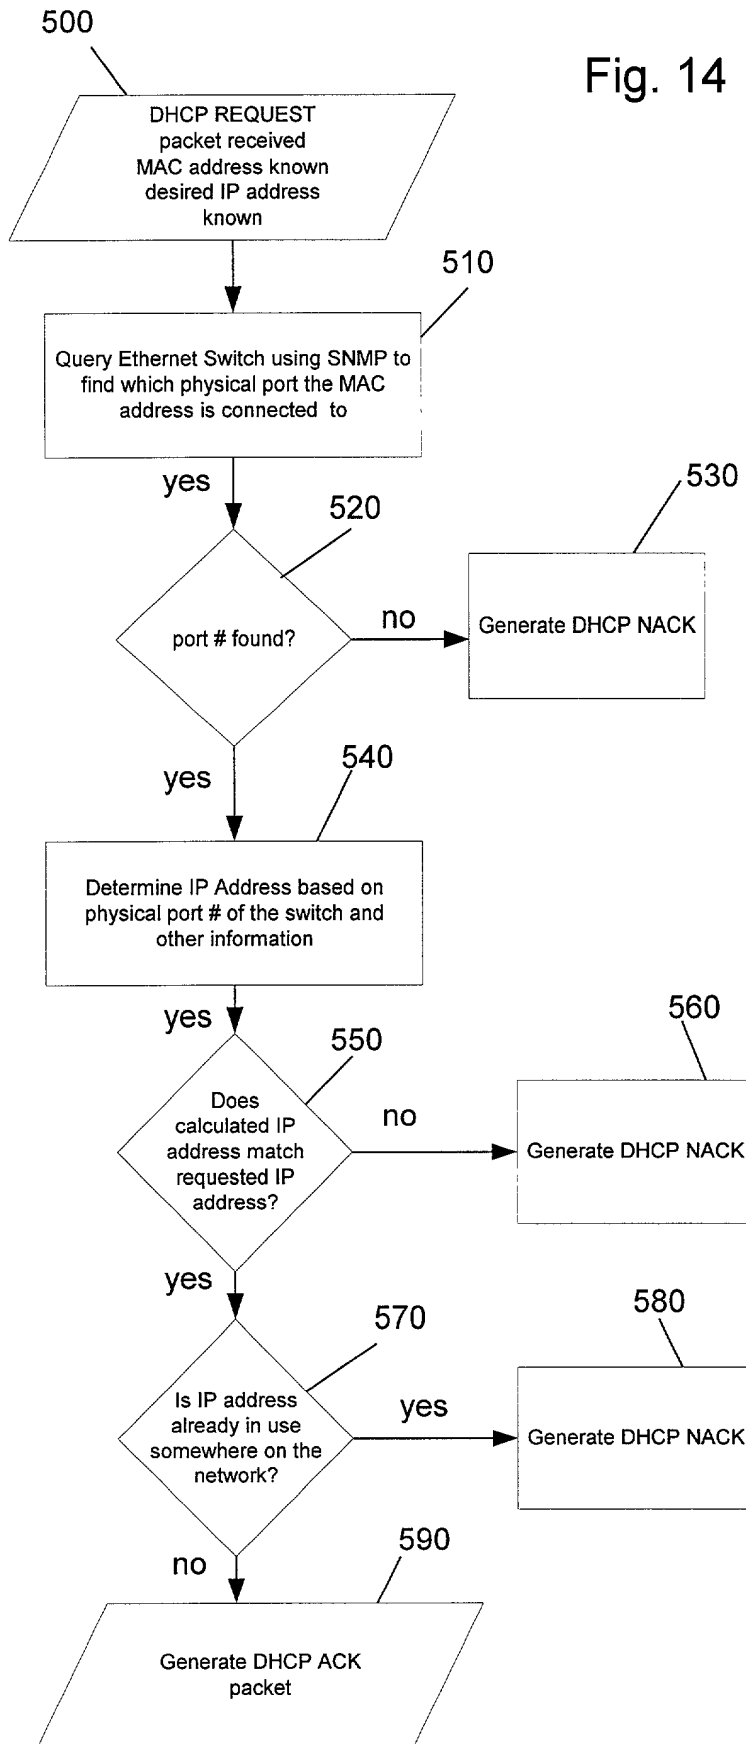 500
Fig. 14
DHCP REQUEST
packet received
MAC address known
desired IP address
known
510
Query Ethernet Switch using SNMP to
find which physical port the MAC
address is connected to
yes
520
530
port # found?
no
Generate DHCP NACK
yes
540
Determine IP Address based on
physical port # of the switch and
other information
yes
550
560
Does
calculated IP
address match
requested IP
address?
no
Generate DHCP NACK
yes
570
580
Is IP address
already in use
somewhere on the
network?
yes
Generate DHCP NACK
no
590
Generate DHCP ACK
packet